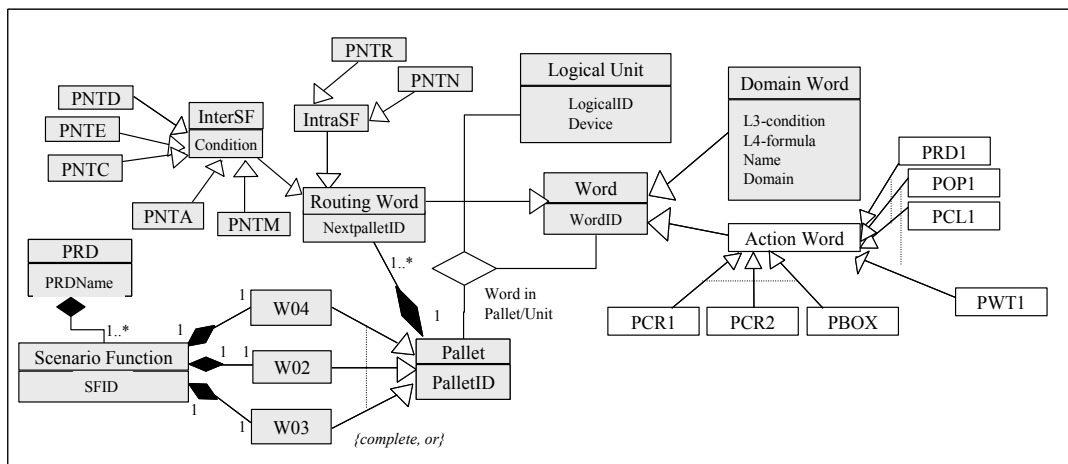 PNTR
PNTN
PNTD
PNTE
PNTC
InterSF
Condition
IntraSF
PNTA
PNTM
Logical Unit
LogicalID
Device
Domain Word
L3-condition
L4-formula
Name
Domain
Routing Word
NextpalletID
Word
WordID
PRD1
POP1
PCL1
Action Word
PWT1
PCR1
PCR2
PBOX
PRD
PRDName
1..*
Scenario Function
SFID
1
1
W04
1
1
W02
1
1
W03
1..*
1
Word in
Pallet/Unit
Pallet
PalletID
{complete, or}